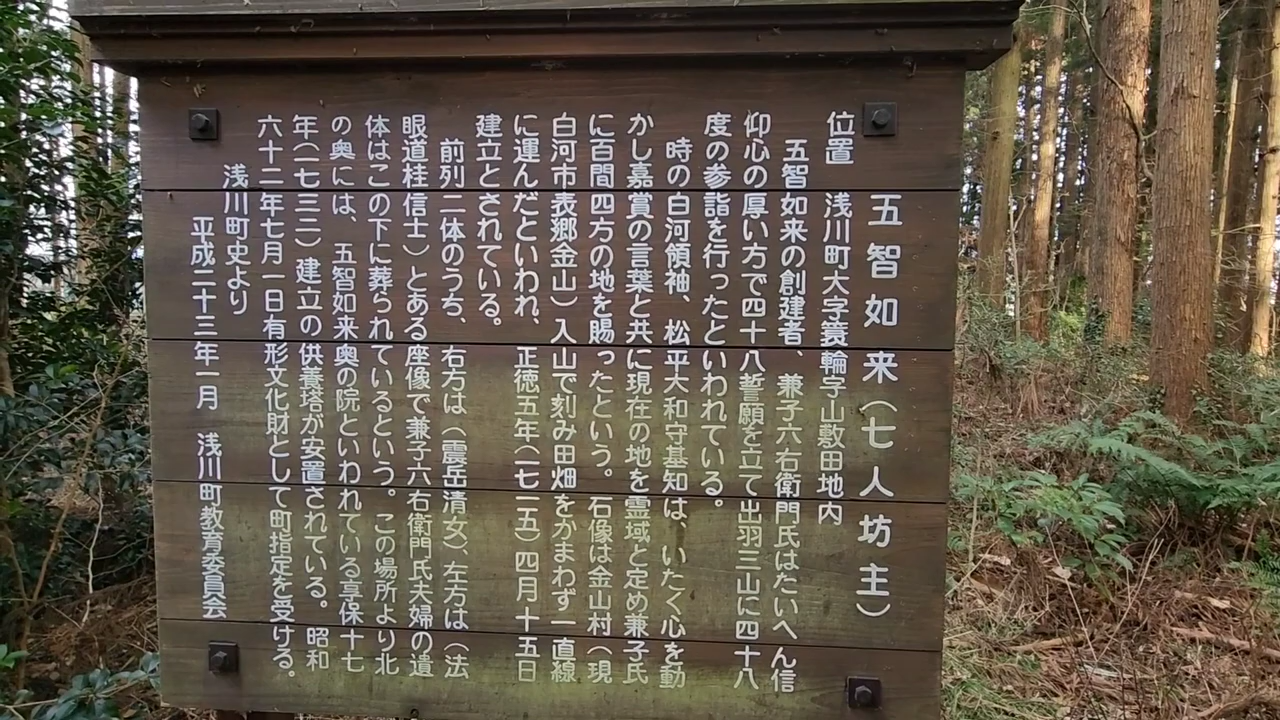 五智如来（七人坊主）
位置　浅川町大字簑輪字山敷田地内
五智如来の創建者、兼子六右衛門氏はたいへん信
仰心の厚い方で四十八誓願を立て出羽三山に四十八
度の参詣を行ったといわれている。
時の白河領袖、松平大和守基知は、いたく心を動
かし嘉賞の言葉と共に現在の地を霊域と定め兼子氏
に百間四方の地を賜ったという。石像は金山村（現
白河市表郷金山）入山で刻み田畑をかまわず一直線
に運んだといわれ、正徳五年（一七一五）四月十五日
建立とされている。
前列二体のうち、右方は（雲岳清女）、左方は（法
眼道桂信士）とある座像で兼子六右衛門氏夫婦の遺
体はこの下に葬られているという。この場所より北
の奥には、五智如来奥の院といわれている享保十七
年（一七三二）建立の供養塔が安置されている。昭和
六十二年七月一日有形文化財として町指定を受ける。
浅川町史より
平成二十三年一月　浅川町教育委員会